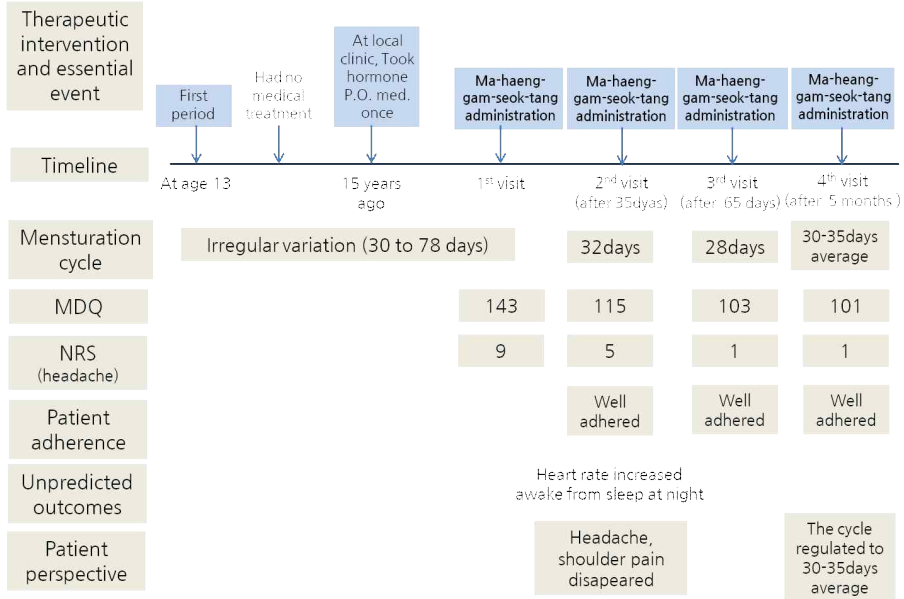 Therapeutic
intervention
and essential
event
First
period
Had no
medical
treatment
At local
clinic, Took
hormone
P.O. med.
once
Ma-haeng-
gam-seok-tang
administration
Ma-haeng-
gam-seok-tang
administration
Ma-haeng-
gam-seok-tang
administration
Ma-heang-
gam-seok-tang
administration
Timeline
At age 13
15 years
ago
1st visit
2nd visit
(after 35dyas)
3rd visit
(after 65 days)
4th visit
(after 5 months)
Mensturation
cycle
Irregular variation (30 to 78 days)
32days
28days
30-35days
average
MDQ
143
115
103
101
NRS
(headache)
9
5
1
1
Patient
adherence
Well
adhered
Well
adhered
Well
adhered
Unpredicted
outcomes
Heart rate increased
awake from sleep at night
Patient
perspective
Headache,
shoulder pain
disapeared
The cycle
regulated to
30-35days
average